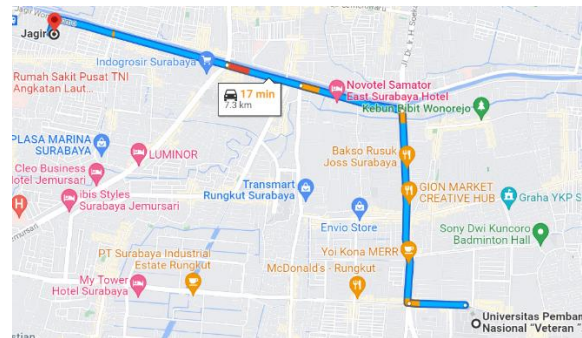 Jagir
Indogrosir Surabaya
Rumah Sakit Pusat TNI
Angkatan Laut...
17 min
7.3 km
Novotel Samator
East Surabaya Hotel
Kebun Bibit Wonorejo
PLASA MARINA
SURABAYA
LUMINOR
Cleo Business
Hotel Jemursari
ibis Styles
Surabaya Jemursari
H
Bakso Rusuk
Joss Surabaya
Transmart
Rungkut Surabaya
GION MARKET
CREATIVE HUB
Graha YKP S
Envio Store
Sony Dwi Kuncoro
Badminton Hall
Yoi Kona MERR
PT Surabaya Industrial
Estate Rungkut
McDonald's - Rungkut
My Tower
Hotel Surabaya
Universitas Pemban
Nasional "Veteran "
stian